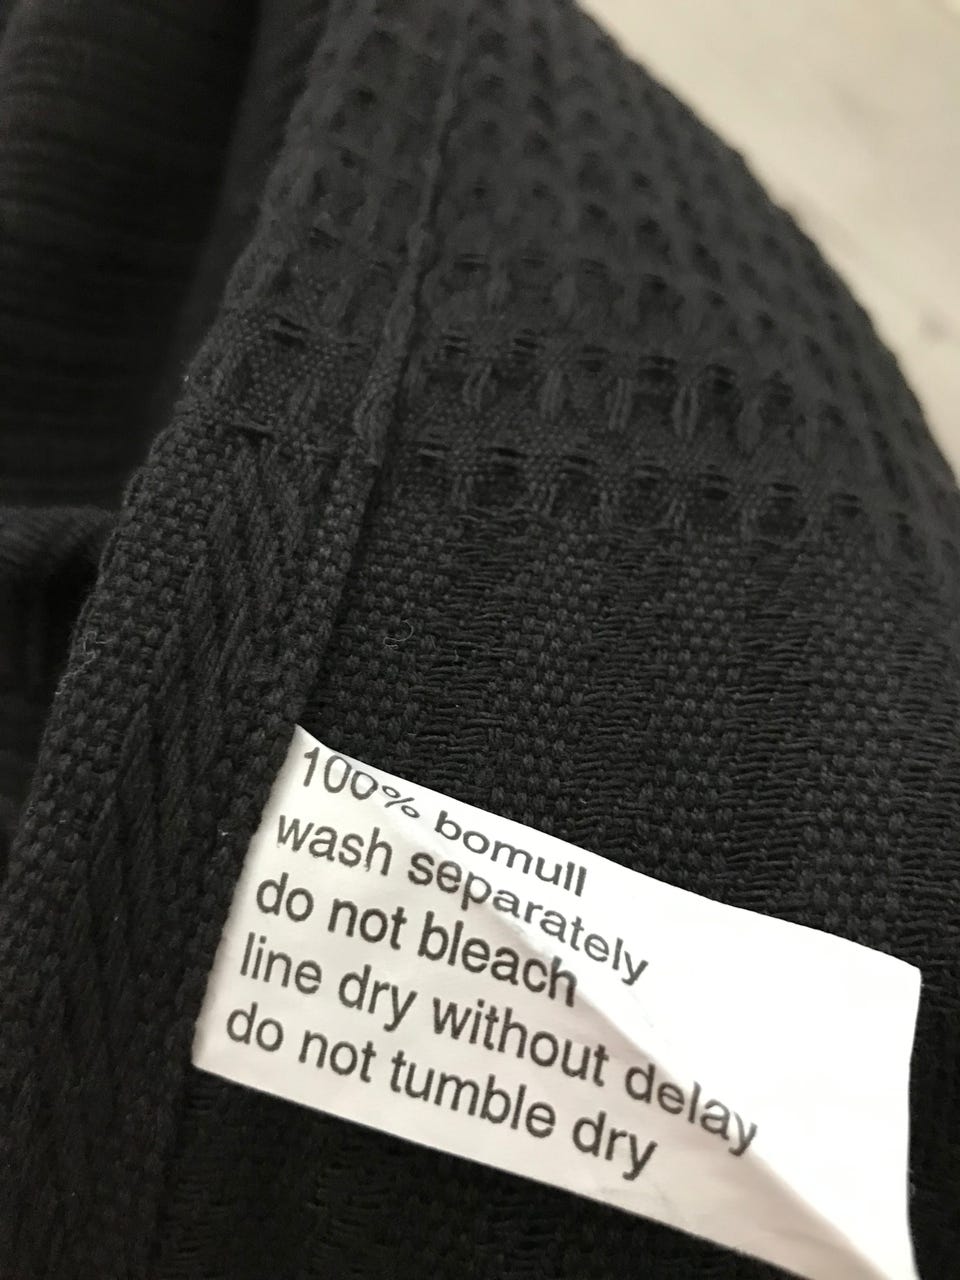 100% bomull
wash separately
do not bleach
line dry without delay
do not tumble dry